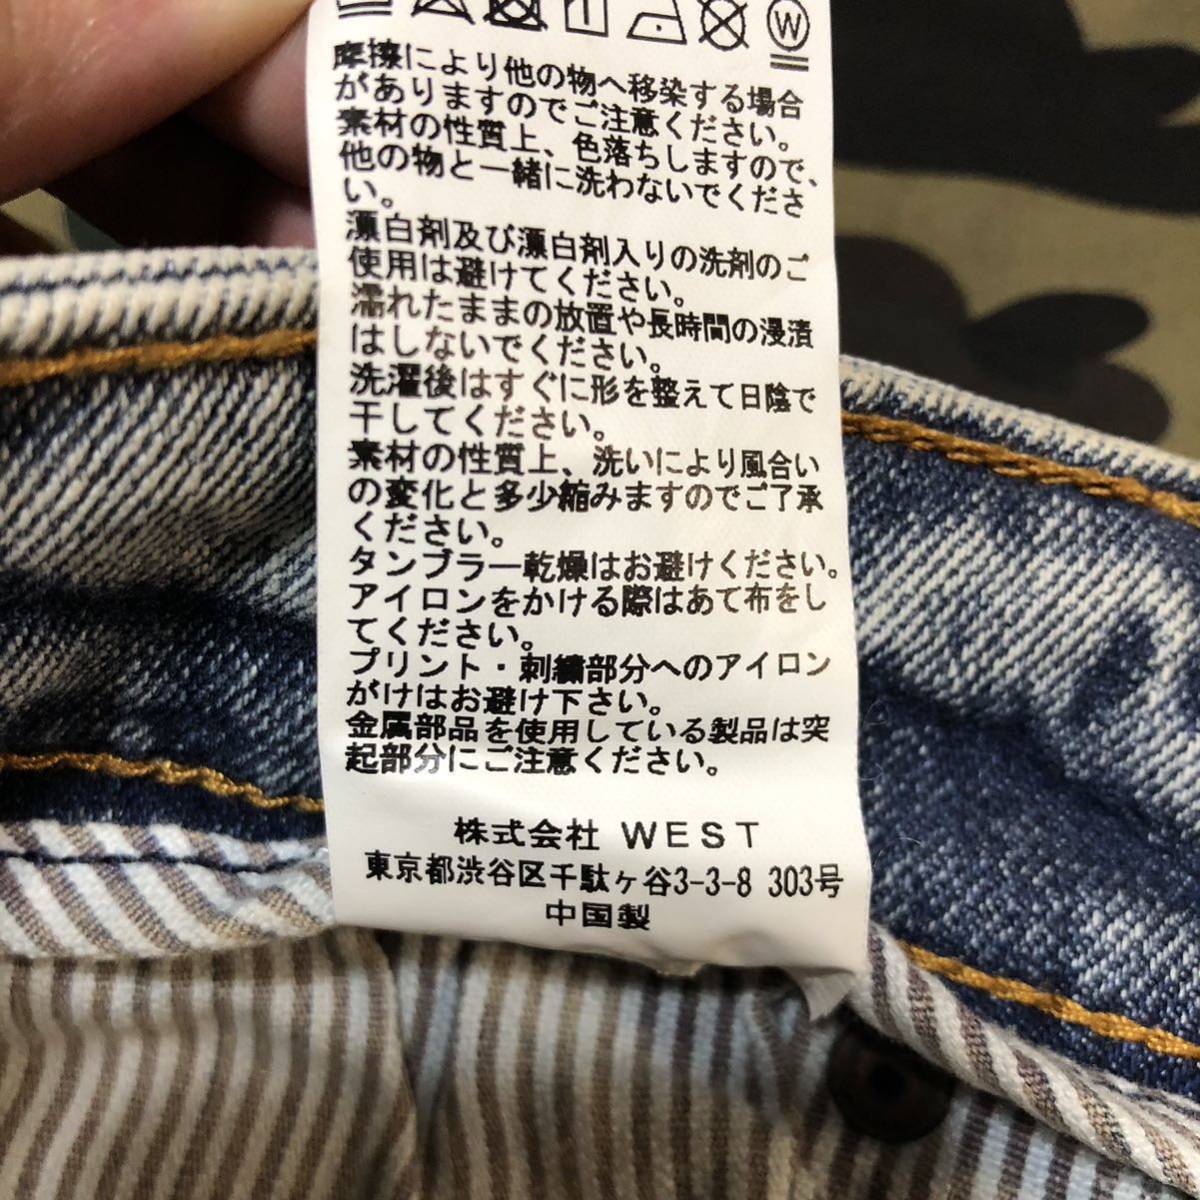 摩擦により他の物へ移染する場合
がありますのでご注意ください。
素材の性質上、色落ちしますので、
他の物と一緒に洗わないでくださ
い。
漂白剤及び漂白剤入りの洗剤のご
使用は避けてください。
濡れたままの放置や長時間の浸漬
はしないでください。
洗濯後はすぐに形を整えて日陰で
干してください。
素材の性質上、洗いにより風合い
の変化と多少縮みますのでご了承
ください。
タンブラー乾燥はお避けください。
アイロンをかける際はあて布をし
てください。
プリント・刺繍部分へのアイロン
がけはお避け下さい。
金属部品を使用している製品は突
起部分にご注意ください。
株式会社 WEST
東京都渋谷区千駄ヶ谷3-3-8 303号
中国製